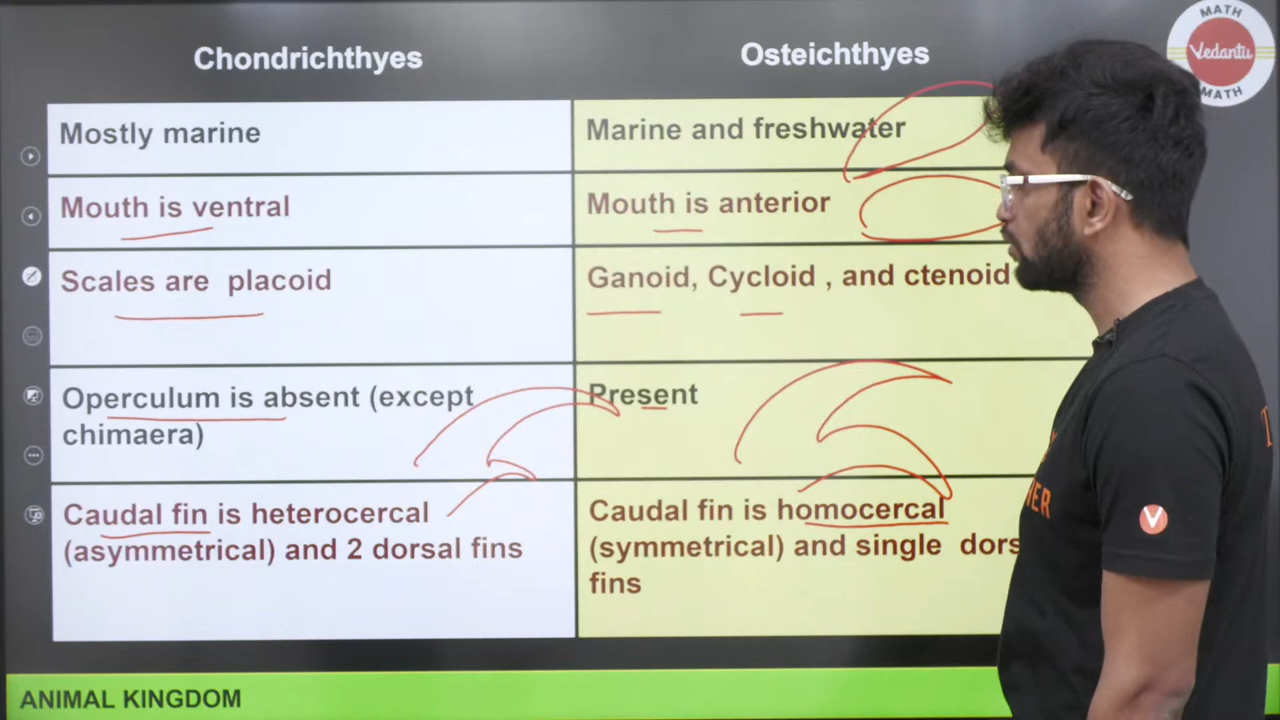 Chondrichthyes
Osteichthyes
MATH
Vedantu
MATH
Mostly marine
Marine and freshwater
Mouth is ventral
Mouth is anterior
Scales are placoid
Ganoid, Cycloid , and ctenoid
Operculum is absent (except
chimaera)
Present
Caudal fin is heterocercal
(asymmetrical) and 2 dorsal fins
Caudal fin is homocercal
(symmetrical) and single dors
fins
ANIMAL KINGDOM
V